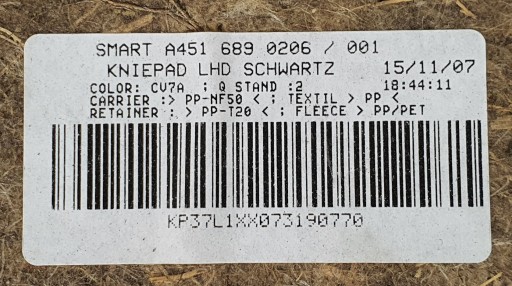 SMART A451 689 0206 / 001
KNIEPAD LHD SCHWARTZ 15/11/07
COLOR: CV7A ; Q STAND :2 18:44:11
CARRIER :> PP-NF50 < ; TEXTIL > PP <
RETAINER : > PP-T20 < ; FLEECE > PP/PET
KP37L1XX073190770